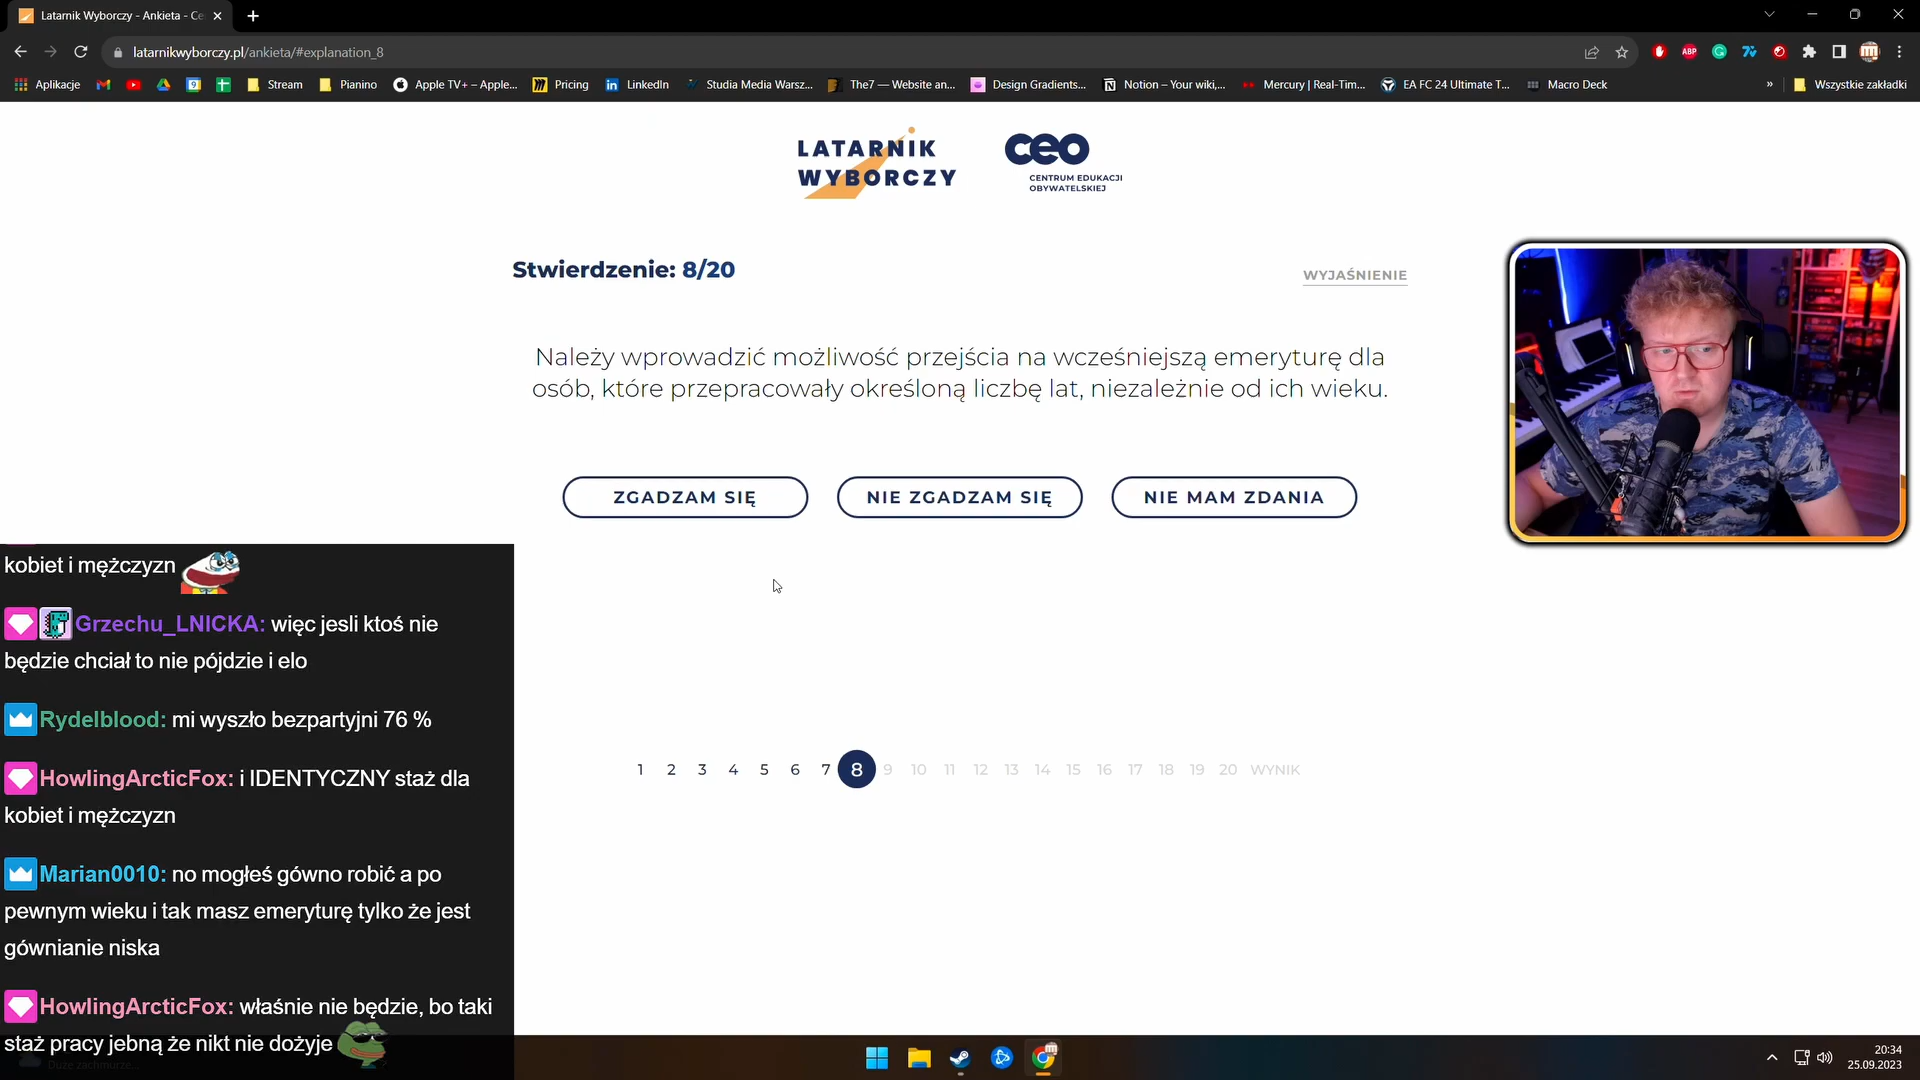 Latarnik Wyborczy - Ankieta - Ce
latarnikwyborczy.pl/ankieta/#explanation_8
Aplikacje
Stream
Pianino
Apple TV+ – Apple...
Pricing
LinkedIn
Studia Media Warsz...
The7 — Website an...
Design Gradients...
Notion – Your wiki,...
Mercury | Real-Tim...
EA FC 24 Ultimate T...
Macro Deck
»
Wszystkie zakładki
LATARNIK
WYBORCZY
ceo
CENTRUM EDUKACJI
OBYWATELSKIEJ
Stwierdzenie: 8/20
WYJAŚNIENIE
Należy wprowadzić możliwość przejścia na wcześniejszą emeryturę dla
osób, które przepracowały określoną liczbę lat, niezależnie od ich wieku.
ZGADZAM SIĘ
NIE ZGADZAM SIĘ
NIE MAM ZDANIA
kobiet i mężczyzn
Grzechu_LNICKA: więc jesli ktoś nie
będzie chciał to nie pójdzie i elo
Rydelblood: mi wyszło bezpartyjni 76 %
HowlingArcticFox: i IDENTYCZNY staż dla
kobiet i mężczyzn
Marian0010: no mogłeś gówno robić a po
pewnym wieku i tak masz emeryturę tylko że jest
gównianie niska
HowlingArcticFox: właśnie nie będzie, bo taki
staż pracy jebną że nikt nie dożyje
Duże zachmurze...
1 2 3 4 5 6 7 8 9 10 11 12 13 14 15 16 17 18 19 20 WYNIK
20:34
25.09.2023